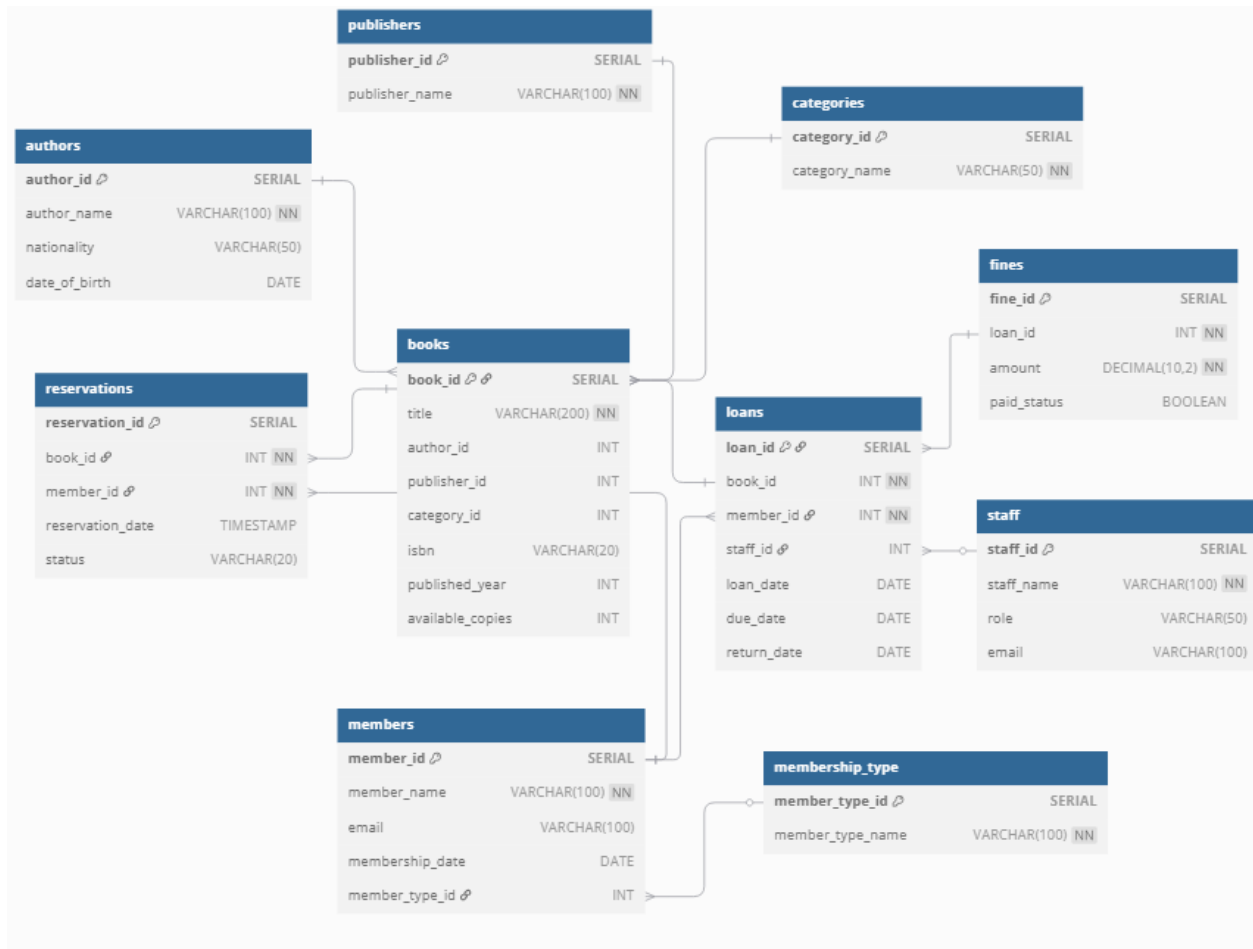 publishers
publisher_id SERIAL
publisher_name VARCHAR(100) NN
categories
category_id SERIAL
category_name VARCHAR(50) NN
authors
author_id SERIAL
author_name VARCHAR(100) NN
nationality VARCHAR(50)
date_of_birth DATE
fines
fine_id SERIAL
loan_id INT NN
amount DECIMAL(10,2) NN
paid_status BOOLEAN
books
book_id SERIAL
title VARCHAR(200) NN
author_id INT
publisher_id INT
category_id INT
isbn VARCHAR(20)
published_year INT
available_copies INT
reservations
reservation_id SERIAL
book_id INT NN
member_id INT NN
reservation_date TIMESTAMP
status VARCHAR(20)
loans
loan_id SERIAL
book_id INT NN
member_id INT NN
staff_id INT
loan_date DATE
due_date DATE
return_date DATE
staff
staff_id SERIAL
staff_name VARCHAR(100) NN
role VARCHAR(50)
email VARCHAR(100)
members
member_id SERIAL
member_name VARCHAR(100) NN
email VARCHAR(100)
membership_date DATE
member_type_id INT
membership_type
member_type_id SERIAL
member_type_name VARCHAR(100) NN